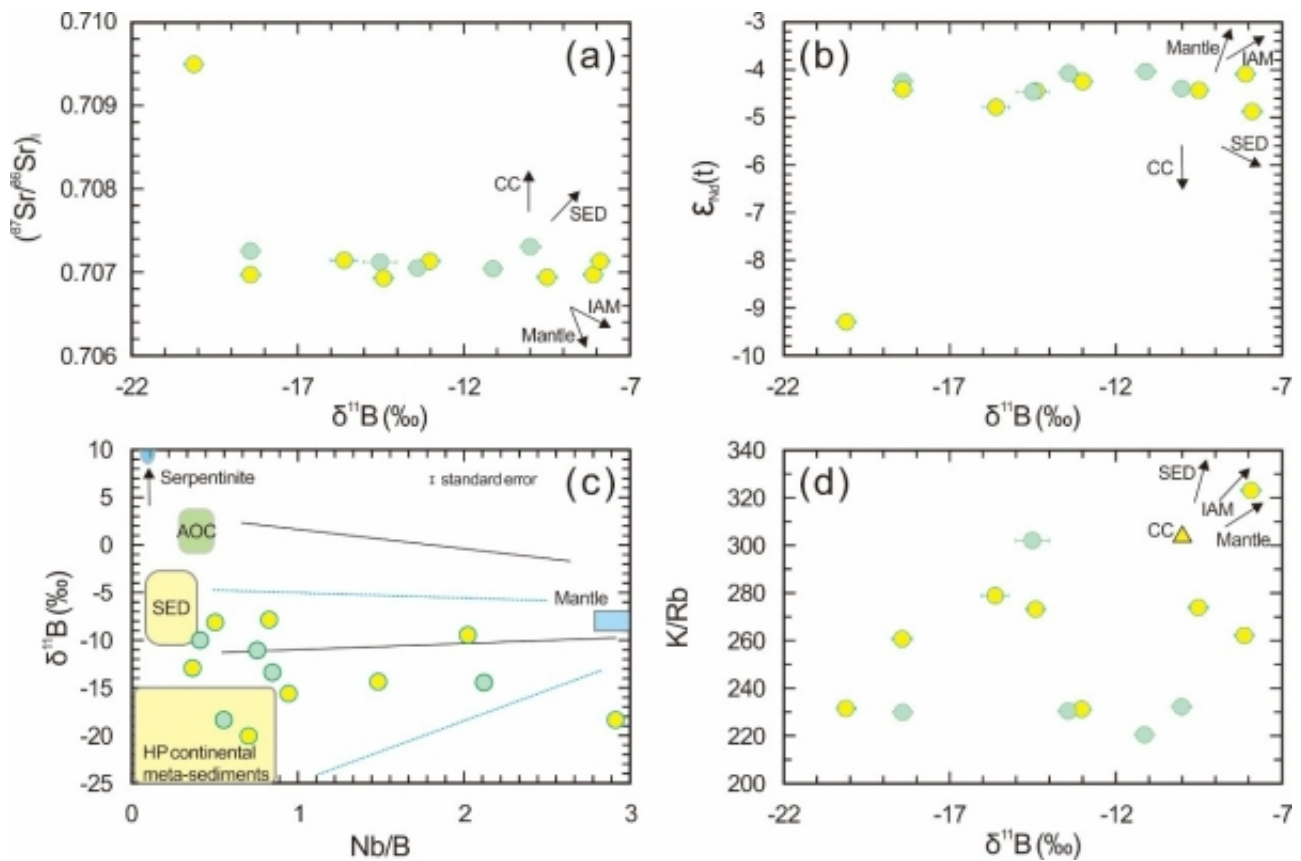 (a)
0.710
0.709
0.708
0.707
0.706
(⁸⁷Sr/⁸⁶Sr)ᵢ
CC
SED
IAM
Mantle
-22
-17
-12
-7
δ¹¹B (‰)
(b)
-3
-4
-5
-6
-7
-8
-9
-10
εNd(t)
Mantle
IAM
SED
CC
-22
-17
-12
-7
δ¹¹B (‰)
(c)
10
5
0
-5
-10
-15
-20
-25
δ¹¹B (‰)
Serpentinite
standard error
AOC
SED
Mantle
HP continental
meta-sediments
0
1
2
3
Nb/B
(d)
340
320
300
280
260
240
220
200
K/Rb
SED
IAM
CC
Mantle
-22
-17
-12
-7
δ¹¹B (‰)